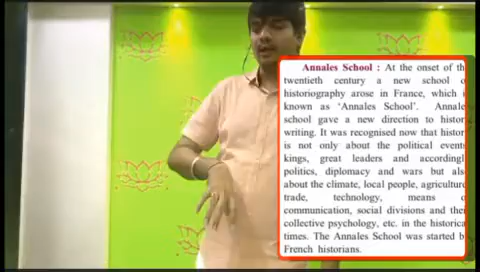 Annales School : At the onset of th
twentieth century a new school o
historiography arose in France, which i
known as ‘Annales School’. Annale
school gave a new direction to histor
writing. It was recognised now that histor
is not only about the political event
kings, great leaders and accordingl
politics, diplomacy and wars but als
about the climate, local people, agriculture
trade, technology, means o
communication, social divisions and thei
collective psychology, etc. in the historica
times. The Annales School was started b
French historians.